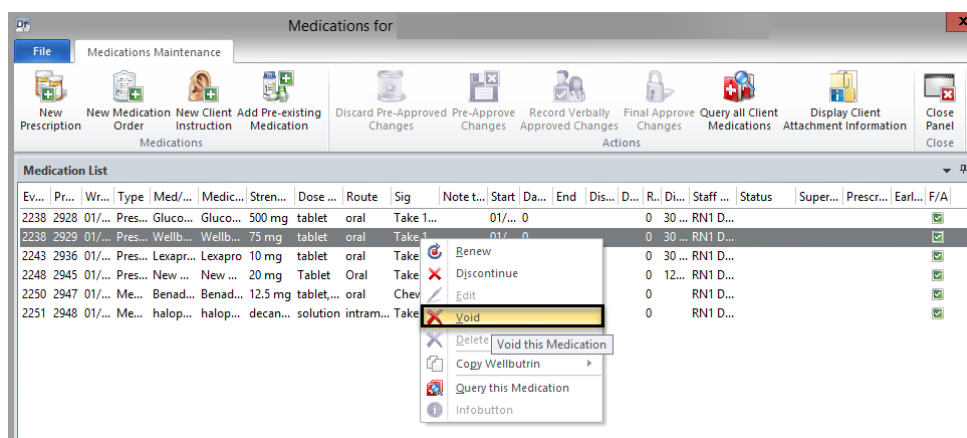 Medications for
File Medications Maintenance
New Prescription New Medication Order New Client Instruction Add Pre-existing Medication Discard Pre-Approved Changes Pre-Approve Changes Record Verbally Approved Changes Final Approve Changes Query all Client Medications Display Client Attachment Information Close Panel
Medications Actions Close
Medication List
Ev... Pr... Wr... Type Med/... Medic... Stren... Dose ... Route Sig Note t... Start Da... End Dis... D... R... Di... Staff ... Status Super... Prescr... Earl... F/A
2238 2928 01/... Pres... Gluco... Gluco... 500 mg tablet oral Take 1... 01/... 0 0 30 ... RN1 D...
2238 2929 01/... Pres... Wellb... Wellb... 75 mg tablet oral Take 1... 01/... 0 0 30 ... RN1 D...
2243 2936 01/... Pres... Lexapr... Lexapro 10 mg tablet oral Take 0 30 ... RN1 D...
2248 2945 01/... Pres... New ... New ... 20 mg Tablet Oral Take 0 12... RN1 D...
2250 2947 01/... Me... Benad... Benad... 12.5 mg tablet,... oral Chew 0 RN1 D...
2251 2948 01/... Me... halop... halop... decan... solution intram... Take 0 RN1 D...
Renew
Discontinue
Edit
Void
Delete
Void this Medication
Copy Wellbutrin
Query this Medication
Infobutton